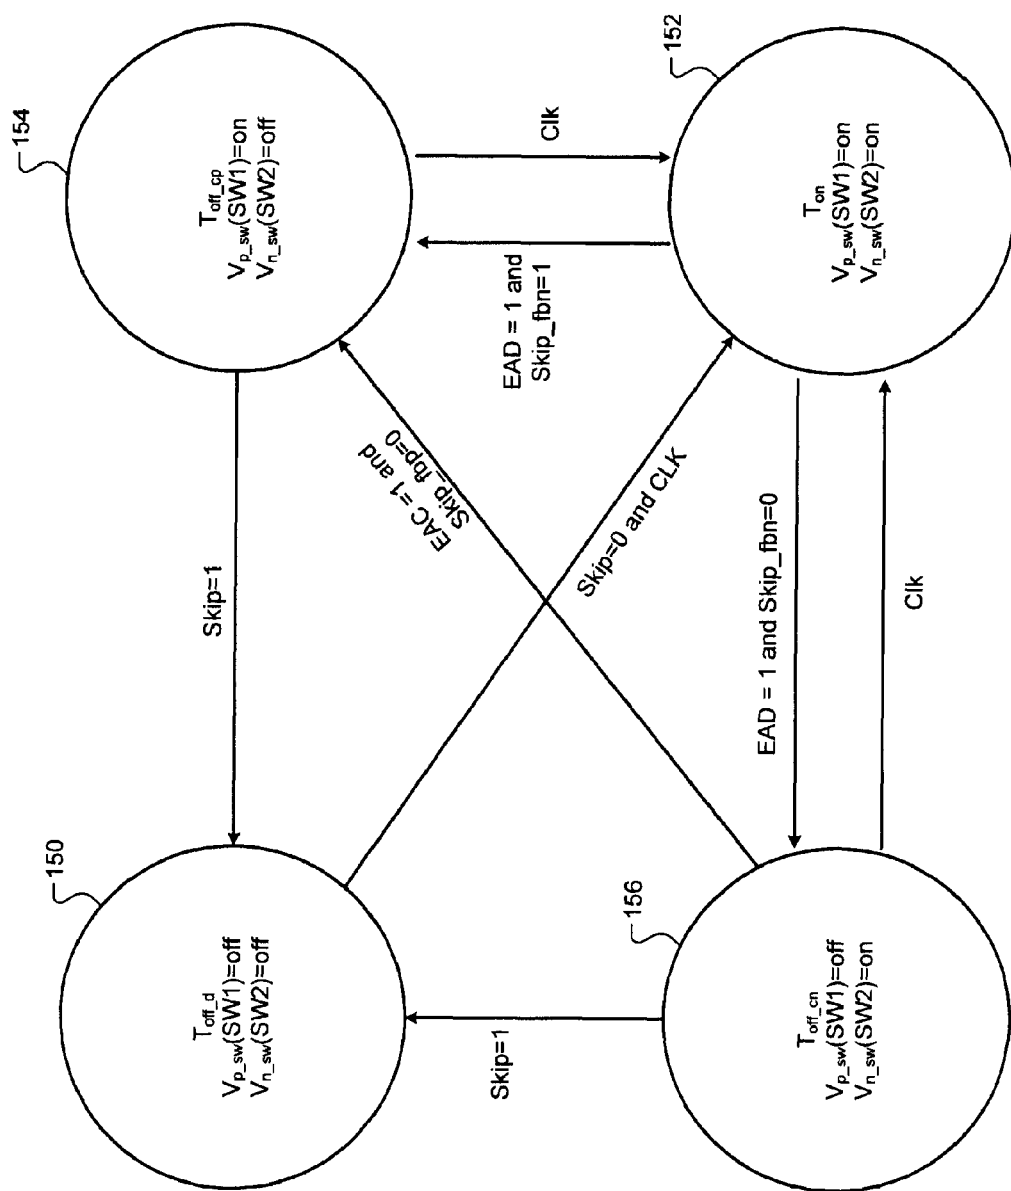 150
T_off_d
V_p_sw(SW1)=off
V_n_sw(SW2)=off
Skip=1
154
T_off_cp
V_p_sw(SW1)=on
V_n_sw(SW2)=off
Skip=1
EAC =1 and
Skip_fbp=0
Skip=0 and CLK
EAD = 1 and
Skip_fbn=1
Clk
156
T_off_cn
V_p_sw(SW1)=off
V_n_sw(SW2)=on
EAD = 1 and Skip_fbn=0
Clk
152
T_on
V_p_sw(SW1)=on
V_n_sw(SW2)=on